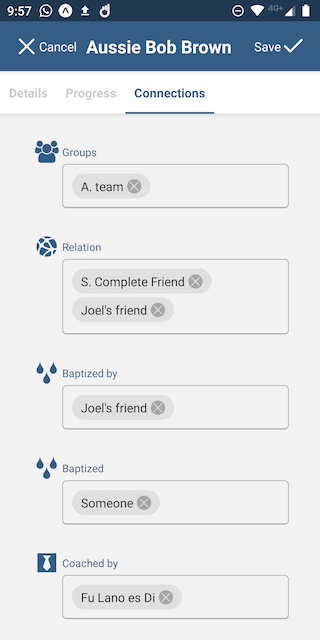 9:57
4G+
Cancel Aussie Bob Brown Save
Details Progress Connections
Groups
A. team
Relation
S. Complete Friend
Joel's friend
Baptized by
Joel's friend
Baptized
Someone
Coached by
Fu Lano es Di